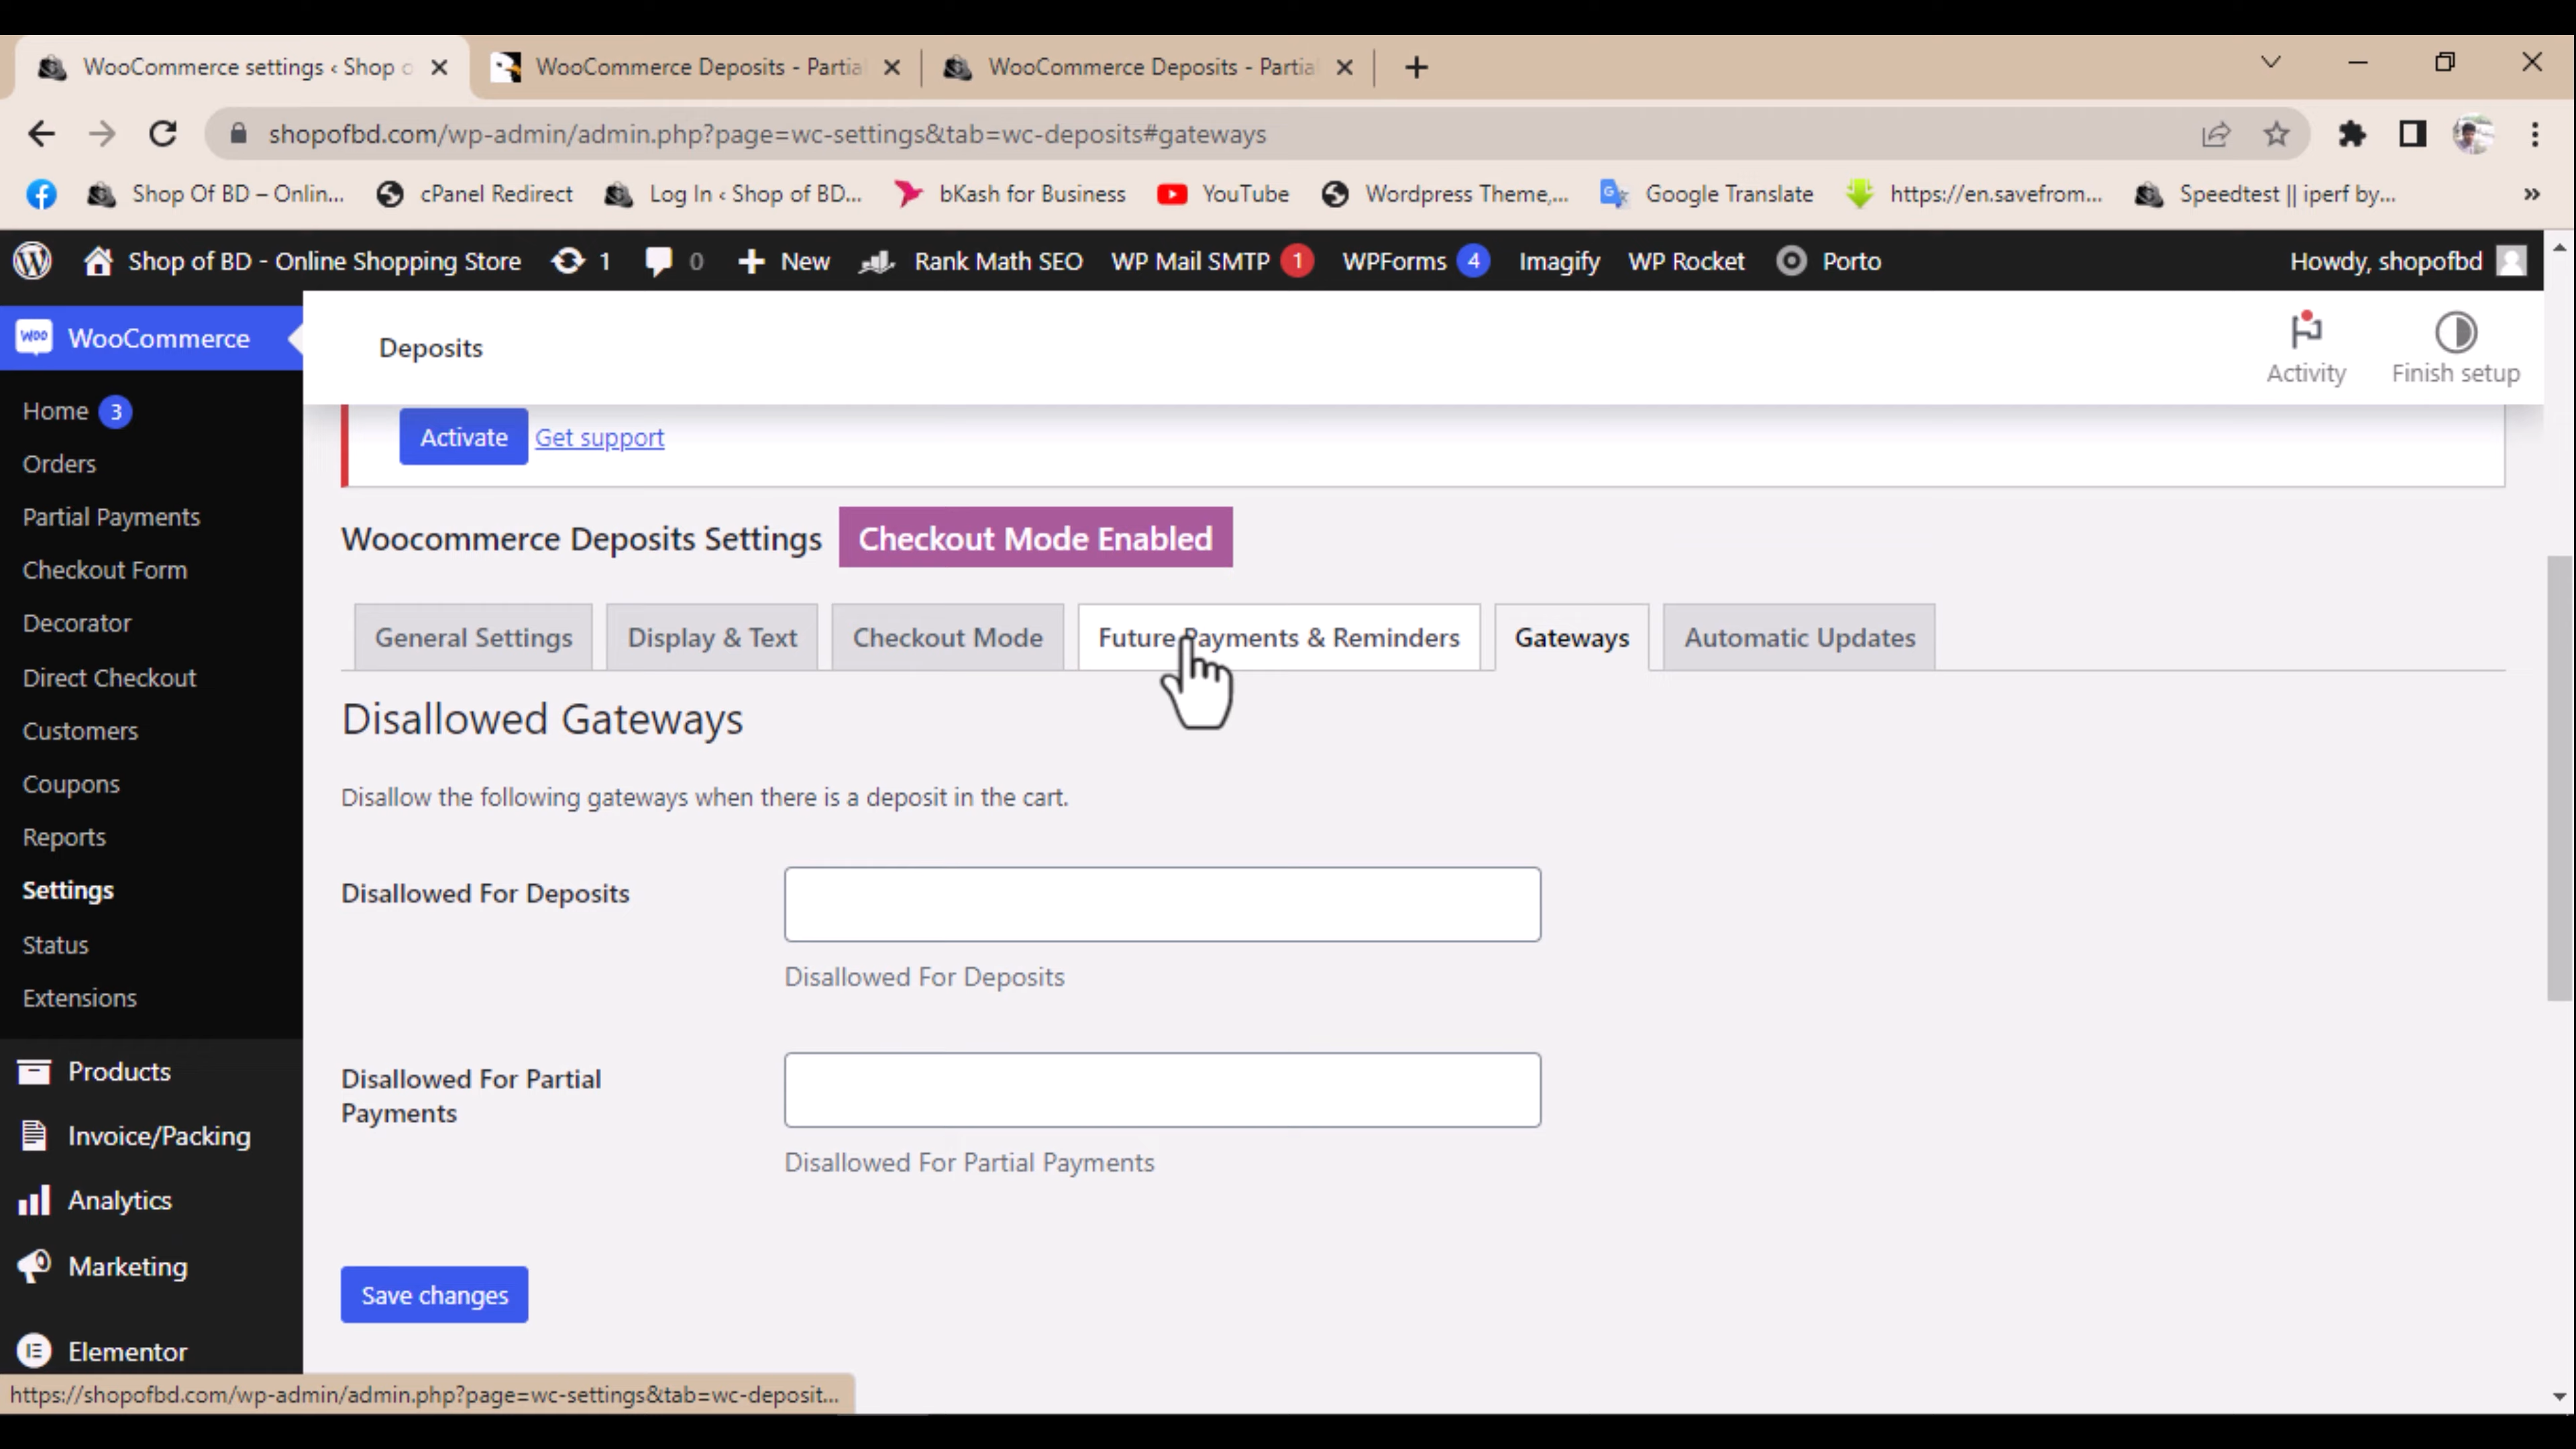 WooCommerce settings ‹ Shop o
WooCommerce Deposits - Partial
WooCommerce Deposits - Partia
shopofbd.com/wp-admin/admin.php?page=wc-settings&tab=wc-deposits#gateways
Shop Of BD – Onlin...
cPanel Redirect
Log In ‹ Shop of BD...
bKash for Business
YouTube
Wordpress Theme,...
Google Translate
https://en.savefrom...
Speedtest || iperf by...
»
Shop of BD - Online Shopping Store
1
0
New
Rank Math SEO
WP Mail SMTP 1
WPForms 4
Imagify
WP Rocket
Porto
Howdy, shopofbd
WOO WooCommerce
Home 3
Orders
Partial Payments
Checkout Form
Decorator
Direct Checkout
Customers
Coupons
Reports
Settings
Status
Extensions
Products
Invoice/Packing
Analytics
Marketing
Elementor
Deposits
Activity
Finish setup
Activate Get support
Woocommerce Deposits Settings Checkout Mode Enabled
General Settings
Display & Text
Checkout Mode
Future Payments & Reminders
Gateways
Automatic Updates
Disallowed Gateways
Disallow the following gateways when there is a deposit in the cart.
Disallowed For Deposits
Disallowed For Deposits
Disallowed For Partial
Payments
Disallowed For Partial Payments
Save changes
https://shopofbd.com/wp-admin/admin.php?page=wc-settings&tab=wc-deposit...